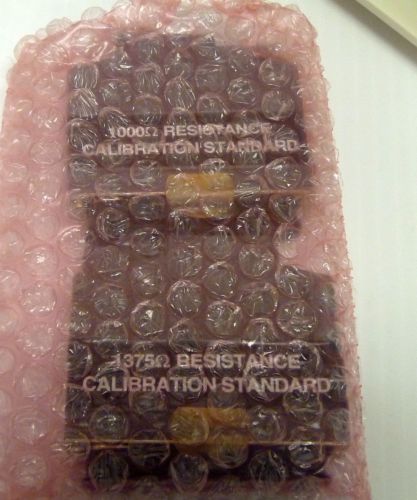 1000Ω RESISTANCE
CALIBRATION STANDARD
1375Ω RESISTANCE
CALIBRATION STANDARD